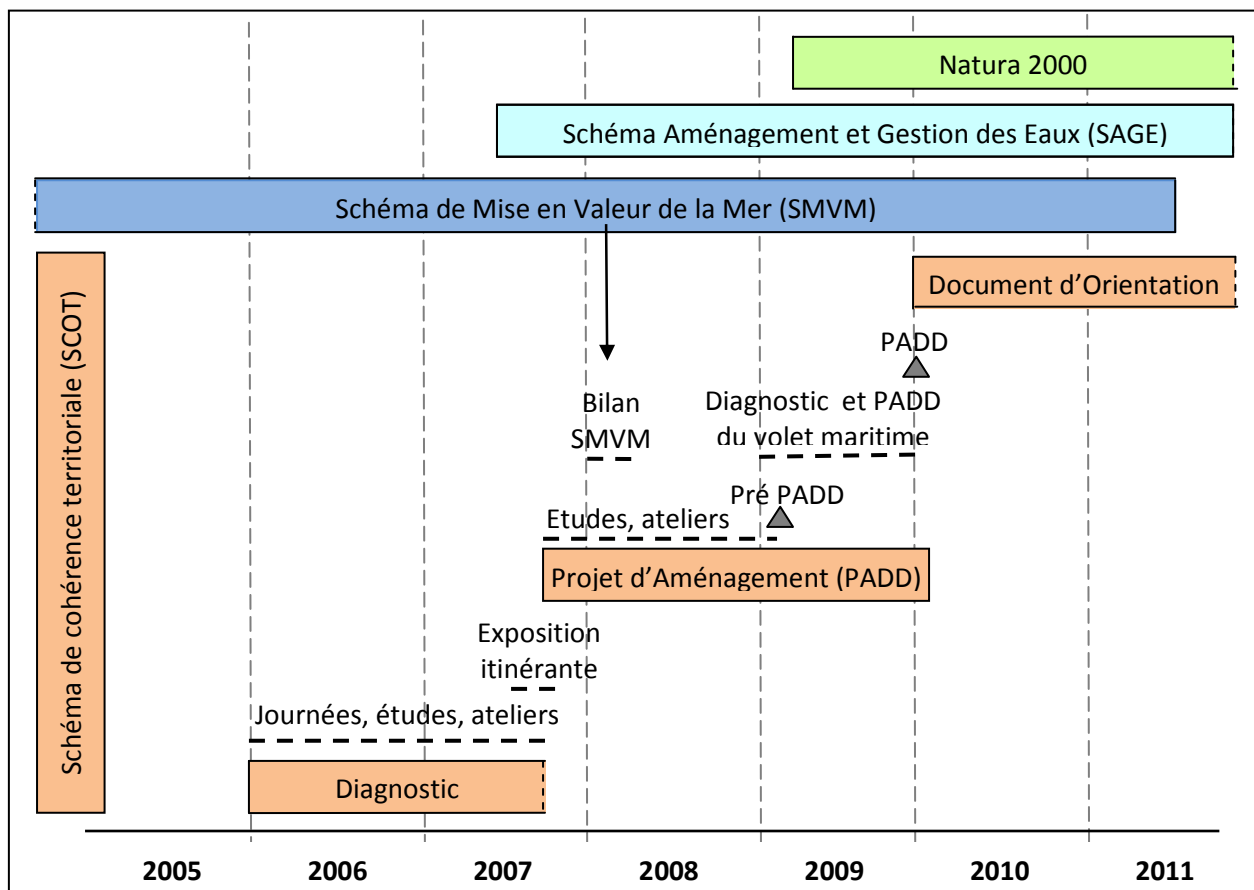 Natura 2000
Schéma Aménagement et Gestion des Eaux (SAGE)
Schéma de Mise en Valeur de la Mer (SMVM)
Schéma de cohérence territoriale (SCOT)
Document d’Orientation
PADD
Bilan
SMVM
Diagnostic et PADD
du volet maritime
Pré PADD
Etudes, ateliers
Projet d’Aménagement (PADD)
Exposition
itinérante
Journées, études, ateliers
Diagnostic
2005 2006 2007 2008 2009 2010 2011